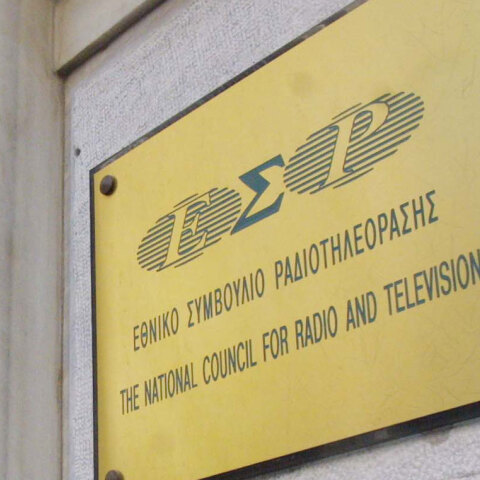 ΕΣΡ
ΕΘΝΙΚΟ ΣΥΜΒΟΥΛΙΟ ΡΑΔΙΟΤΗΛΕΟΡΑΣΗΣ
THE NATIONAL COUNCIL FOR RADIO AND TELEVISION